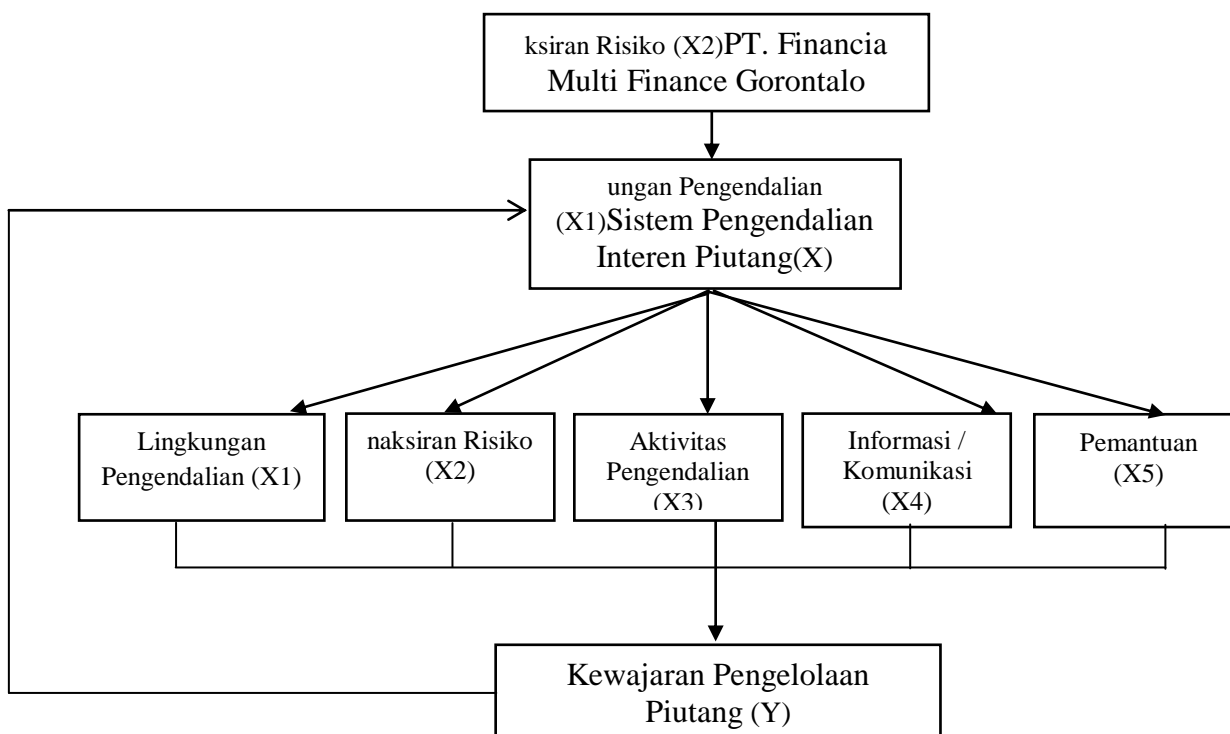 ksiran Risiko (X2)PT. Financia
Multi Finance Gorontalo
ungan Pengendalian
(X1)Sistem Pengendalian
Interen Piutang(X)
Lingkungan
Pengendalian (X1)
naksiran Risiko
(X2)
Aktivitas
Pengendalian
(X3)
Informasi /
Komunikasi
(X4)
Pemantuan
(X5)
Kewajaran Pengelolaan
Piutang (Y)